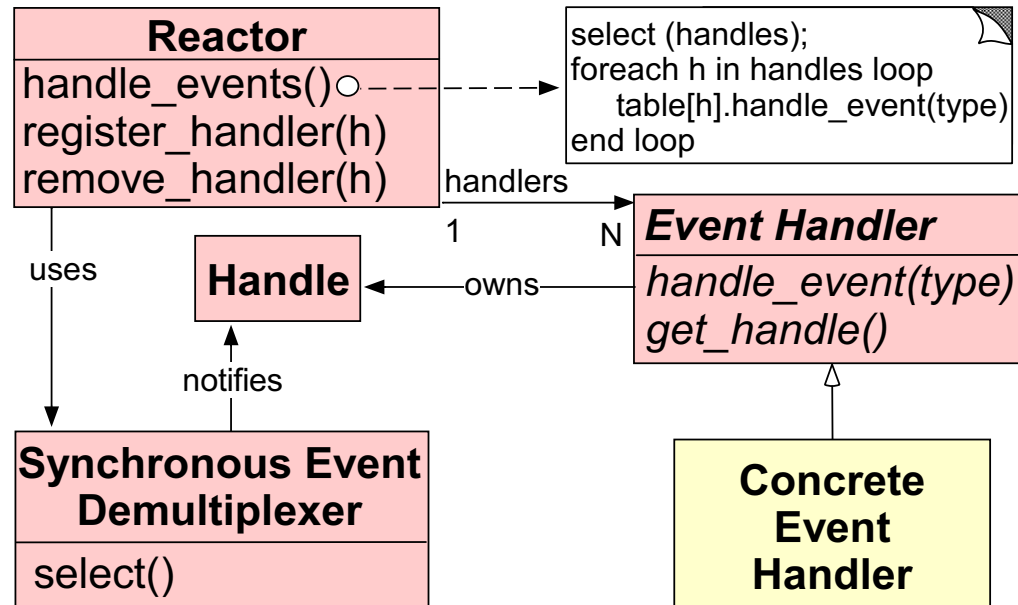 Reactor
handle_events()
register_handler(h)
remove_handler(h)
select (handles);
foreach h in handles loop
table[h].handle_event(type)
end loop
handlers
1
N
Event Handler
handle_event(type)
get_handle()
uses
Handle
owns
notifies
Synchronous Event
Demultiplexer
select()
Concrete
Event
Handler